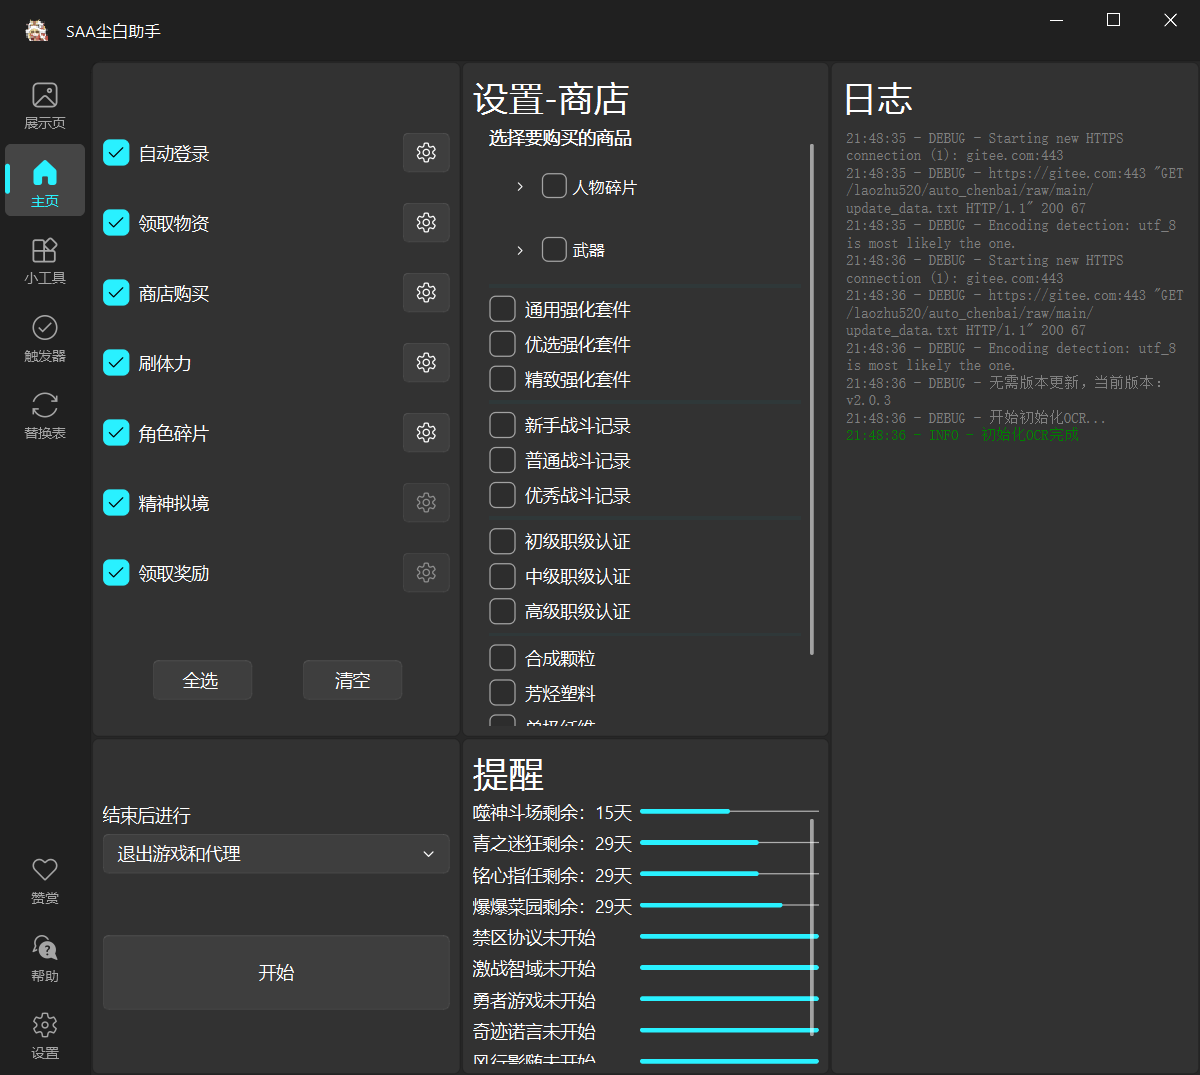 SAA尘白助手
展示页
主页
小工具
触发器
替换表
赞赏
帮助
设置
自动登录
领取物资
商店购买
刷体力
角色碎片
精神拟境
领取奖励
全选
清空
结束后进行
退出游戏和代理
开始
设置-商店
选择要购买的商品
人物碎片
武器
通用强化套件
优选强化套件
精致强化套件
新手战斗记录
普通战斗记录
优秀战斗记录
初级职级认证
中级职级认证
高级职级认证
合成颗粒
芳烃塑料
单极纤维
提醒
噬神斗场剩余：15天
青之迷狂剩余：29天
铭心指任剩余：29天
爆爆菜园剩余：29天
禁区协议未开始
激战智域未开始
勇者游戏未开始
奇迹诺言未开始
风行影随未开始
日志
21:48:35 - DEBUG - Starting new HTTPS
connection (1): gitee.com:443
21:48:35 - DEBUG - https://gitee.com:443 "GET
/laozhu520/auto_chenbai/raw/main/
update_data.txt HTTP/1.1" 200 67
21:48:35 - DEBUG - Encoding detection: utf_8
is most likely the one.
21:48:36 - DEBUG - Starting new HTTPS
connection (1): gitee.com:443
21:48:36 - DEBUG - https://gitee.com:443 "GET
/laozhu520/auto_chenbai/raw/main/
update_data.txt HTTP/1.1" 200 67
21:48:36 - DEBUG - Encoding detection: utf_8
is most likely the one.
21:48:36 - DEBUG - 无需版本更新，当前版本：
v2.0.3
21:48:36 - DEBUG - 开始初始化OCR...
21:48:36 - INFO - 初始化OCR完成